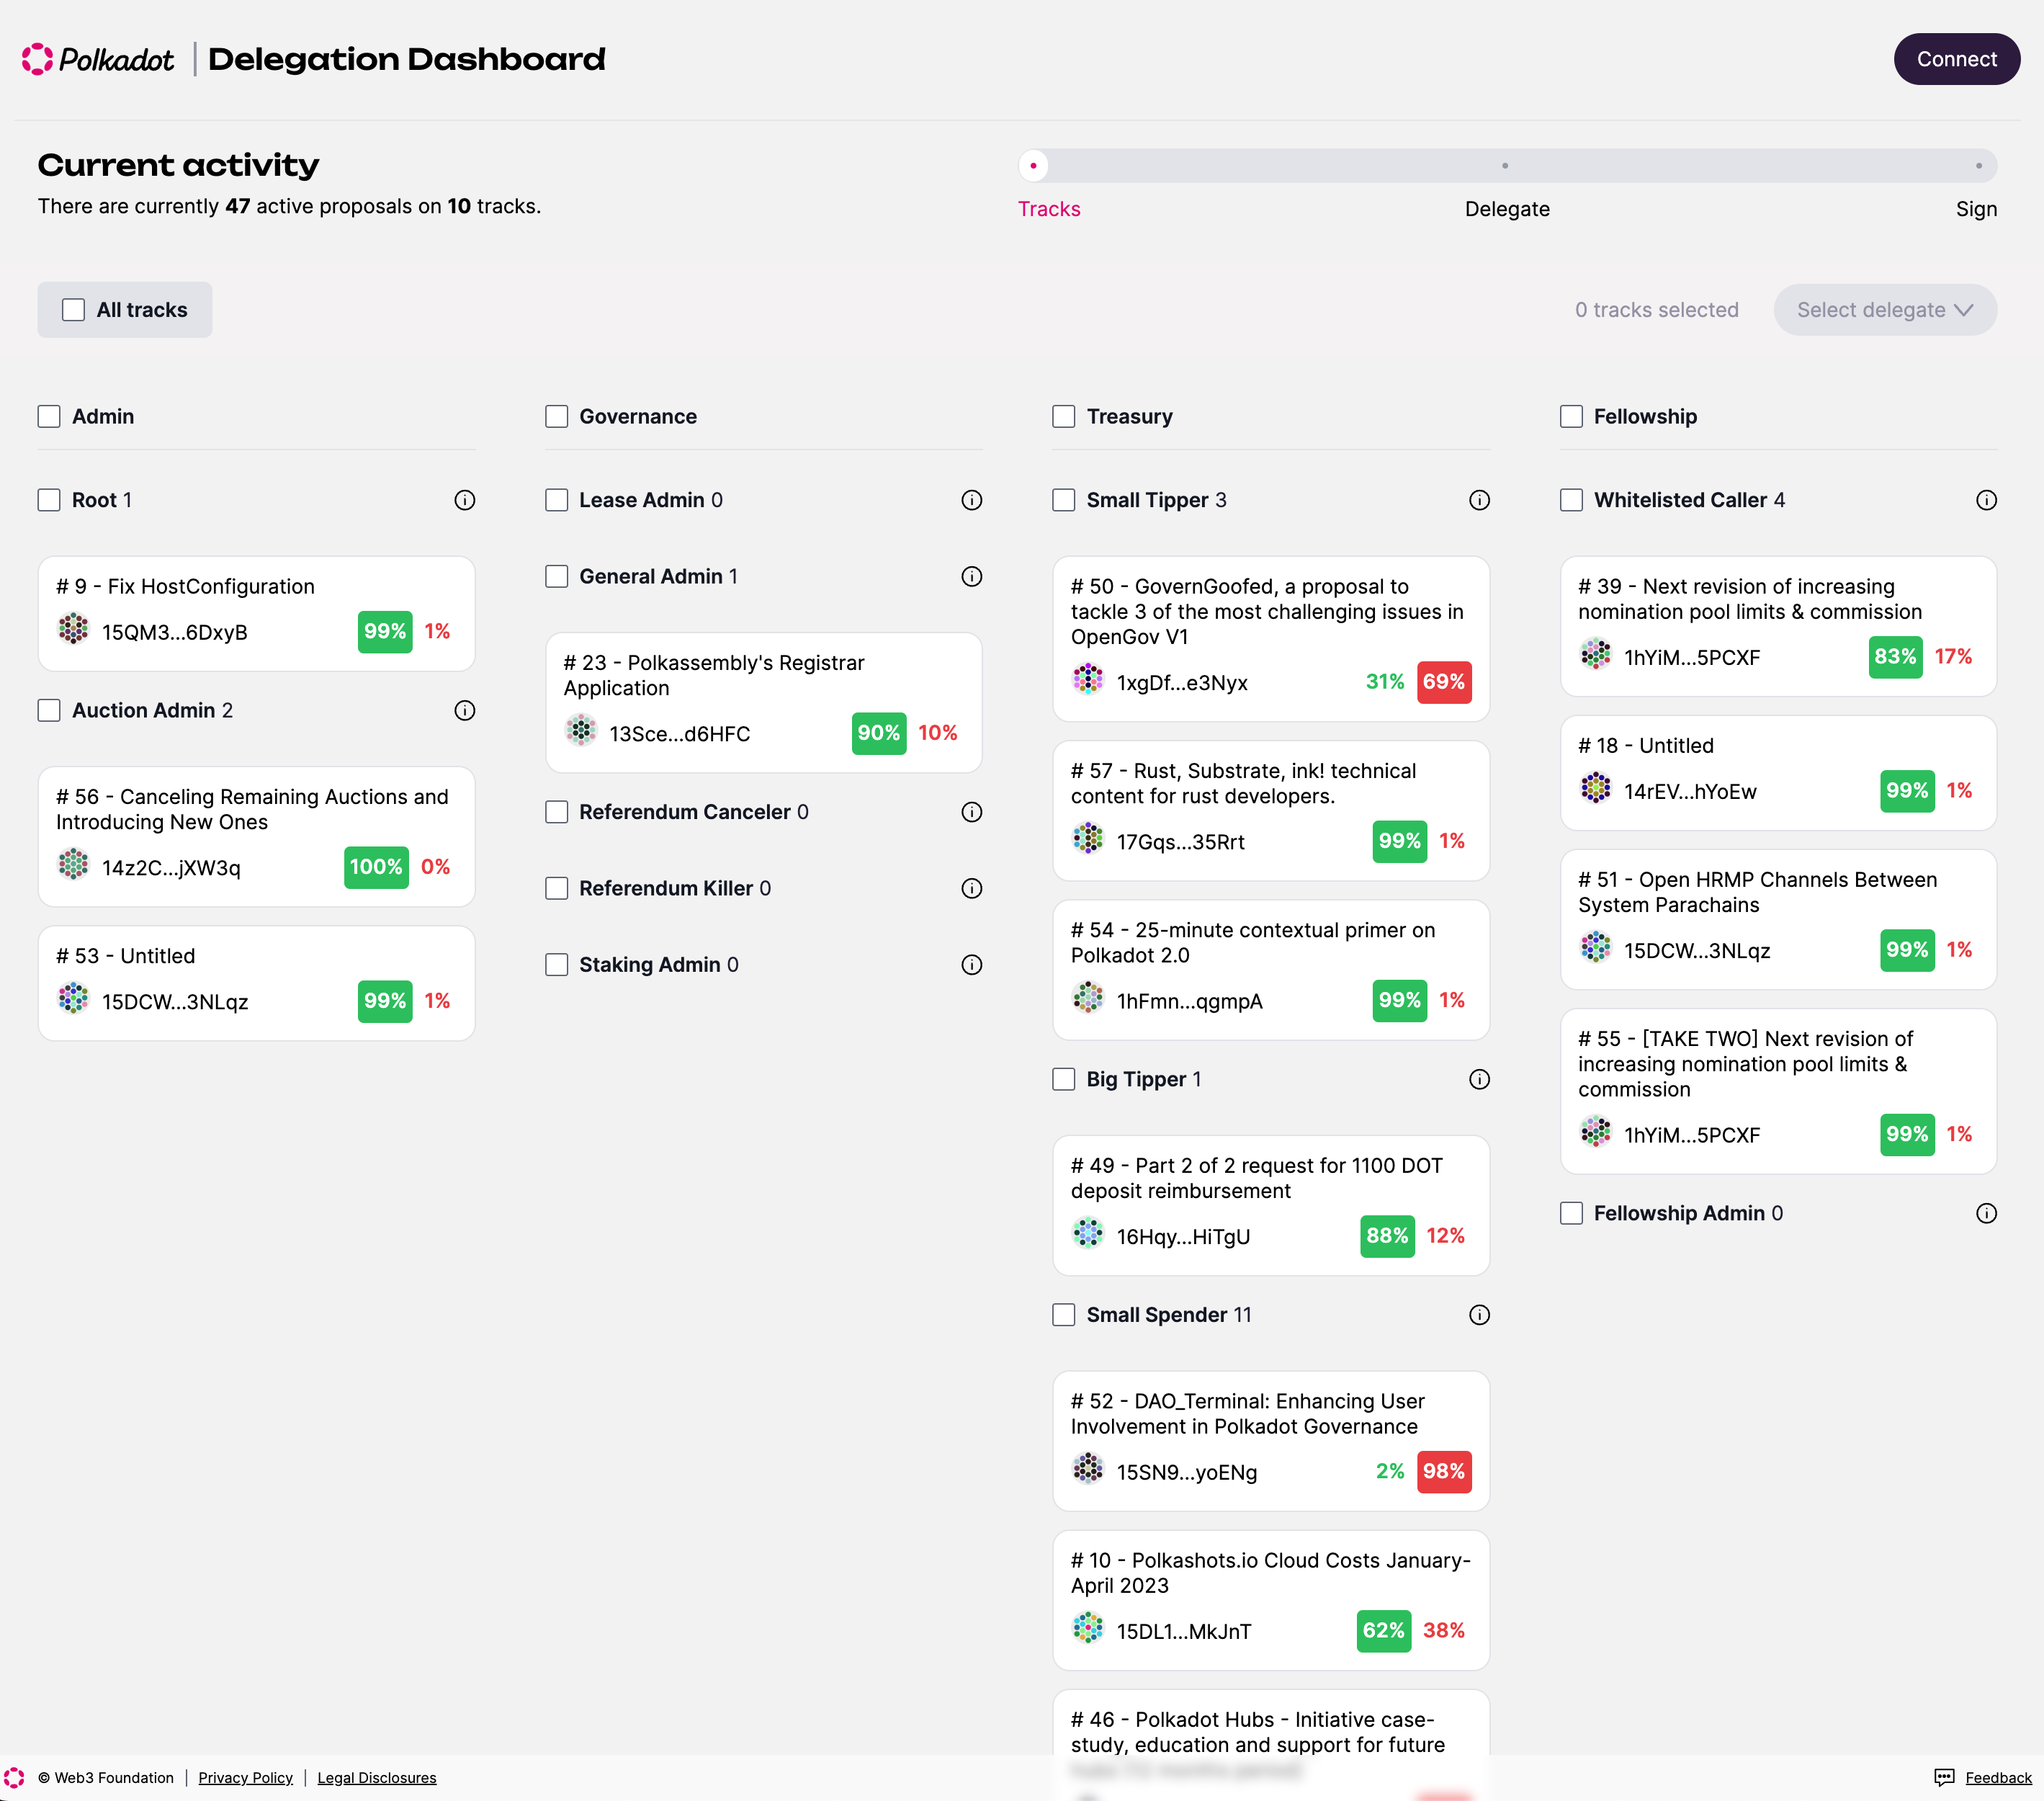 Polkadot | Delegation Dashboard
Connect
Current activity
There are currently 47 active proposals on 10 tracks.
Tracks
Delegate
Sign
All tracks
0 tracks selected
Select delegate
Admin
Root 1
# 9 - Fix HostConfiguration
15QM3...6DxyB
99% 1%
Auction Admin 2
# 56 - Canceling Remaining Auctions and
Introducing New Ones
14z2C...jXW3q
100% 0%
# 53 - Untitled
15DCW...3NLqz
99% 1%
Governance
Lease Admin 0
General Admin 1
# 23 - Polkassembly's Registrar
Application
13Sce...d6HFC
90% 10%
Referendum Canceler 0
Referendum Killer 0
Staking Admin 0
Treasury
Small Tipper 3
# 50 - GovernGoofed, a proposal to
tackle 3 of the most challenging issues in
OpenGov V1
1xgDf...e3Nyx
31% 69%
# 57 - Rust, Substrate, ink! technical
content for rust developers.
17Gqs...35Rrt
99% 1%
# 54 - 25-minute contextual primer on
Polkadot 2.0
1hFmn...qgmpA
99% 1%
Big Tipper 1
# 49 - Part 2 of 2 request for 1100 DOT
deposit reimbursement
16Hqy...HiTgU
88% 12%
Small Spender 11
# 52 - DAO_Terminal: Enhancing User
Involvement in Polkadot Governance
15SN9...yoENg
2% 98%
# 10 - Polkashots.io Cloud Costs January-
April 2023
15DL1...MkJnT
62% 38%
# 46 - Polkadot Hubs - Initiative case-
study, education and support for future
Fellowship
Whitelisted Caller 4
# 39 - Next revision of increasing
nomination pool limits & commission
1hYiM...5PCXF
83% 17%
# 18 - Untitled
14rEV...hYoEw
99% 1%
# 51 - Open HRMP Channels Between
System Parachains
15DCW...3NLqz
99% 1%
# 55 - [TAKE TWO] Next revision of
increasing nomination pool limits &
commission
1hYiM...5PCXF
99% 1%
Fellowship Admin 0
© Web3 Foundation | Privacy Policy | Legal Disclosures
Feedback